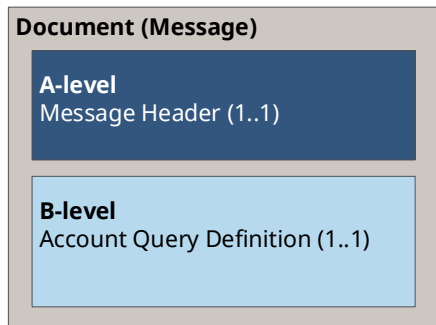 Document (Message)
A-level
Message Header (1..1)
B-level
Account Query Definition (1..1)